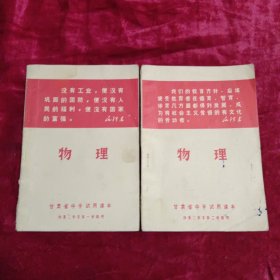 没有工业，便没有
巩固的国防，便没有人
民的福利，便没有国家
的富强。
毛泽东
物理
甘肃省中学试用课本
我们的教育方针，应该
使受教育者在德育、智育、
体育几方面都得到发展，成
为有社会主义觉悟的有文化
的劳动者。
毛泽东
物理
甘肃省中学试用课本